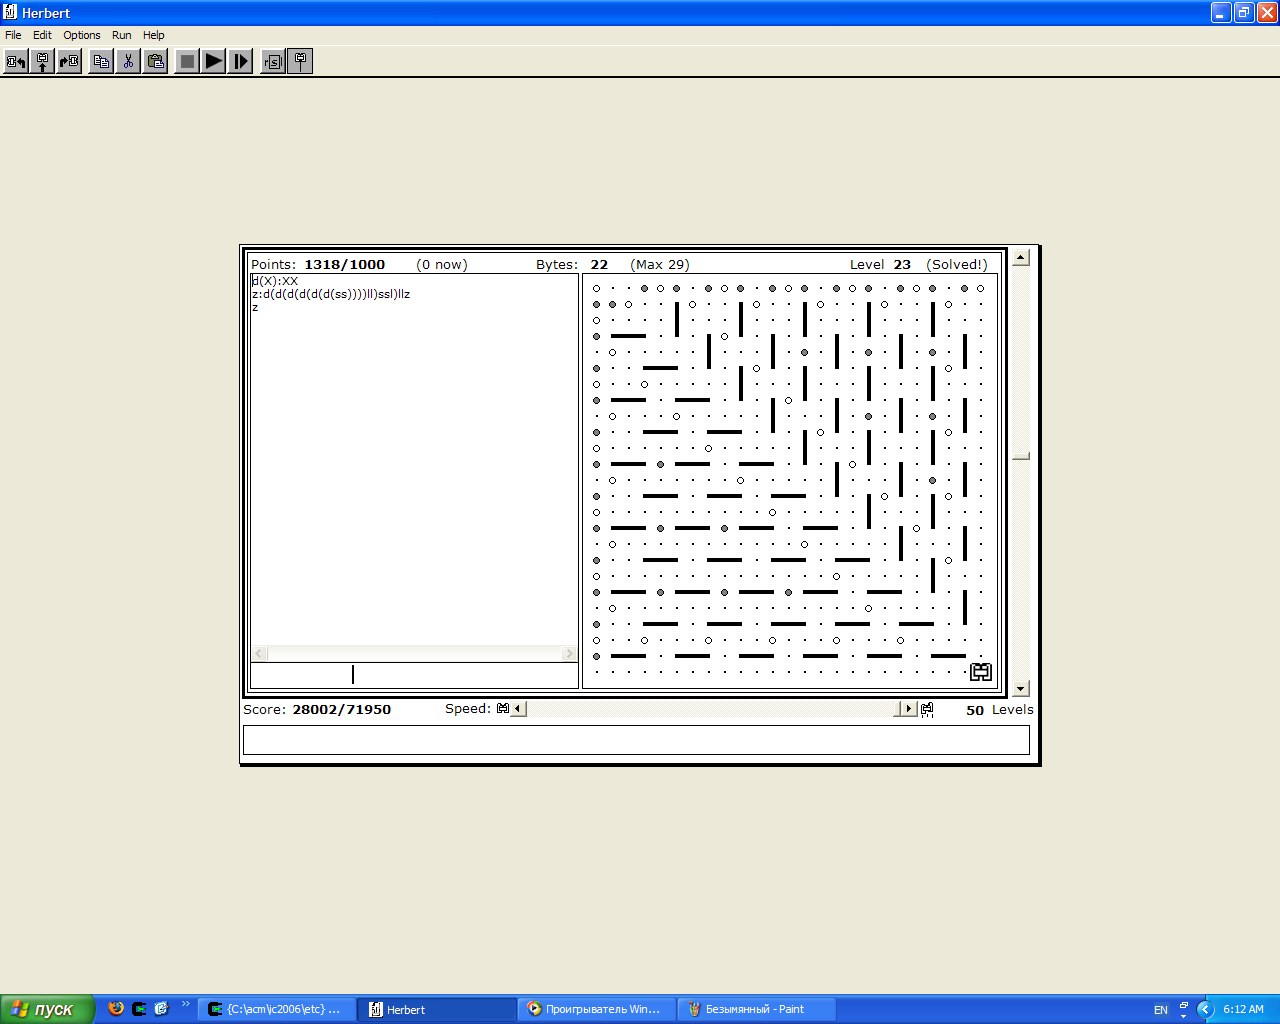 Herbert
File Edit Options Run Help
Points: 1318/1000 (0 now) Bytes: 22 (Max 29) Level 23 (Solved!)
d(X):XX
z:d(d(d(d(d(d(ss))))ll)ssl)llz
z
Score: 28002/71950 Speed: 50 Levels
пуск {C:\acm\ic2006\etc} ... Herbert Проигрыватель Win... Безымянный - Paint EN 6:12 AM